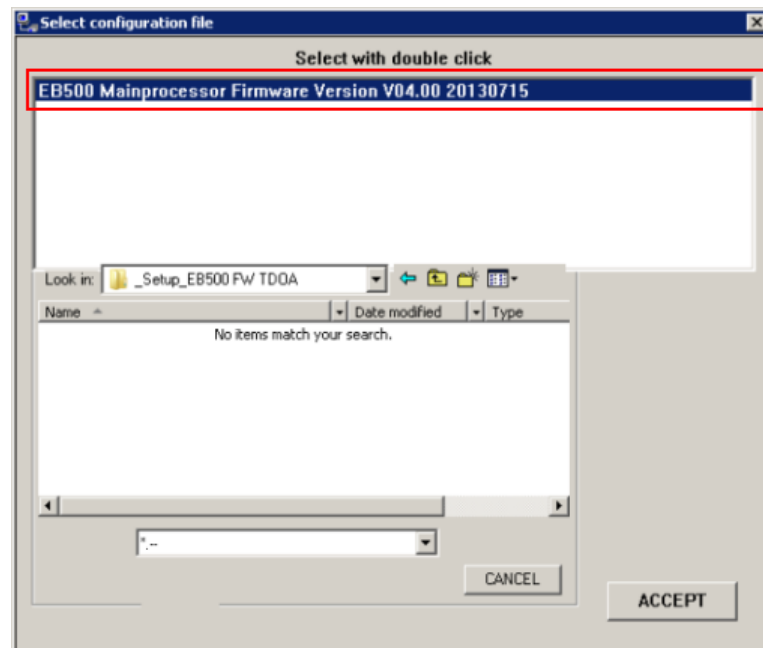 Select configuration file
Select with double click
EB500 Mainprocessor Firmware Version V04.00 20130715
Look in: _Setup_EB500 FW TDOA
Name Date modified Type
No items match your search.
*.--
CANCEL
ACCEPT